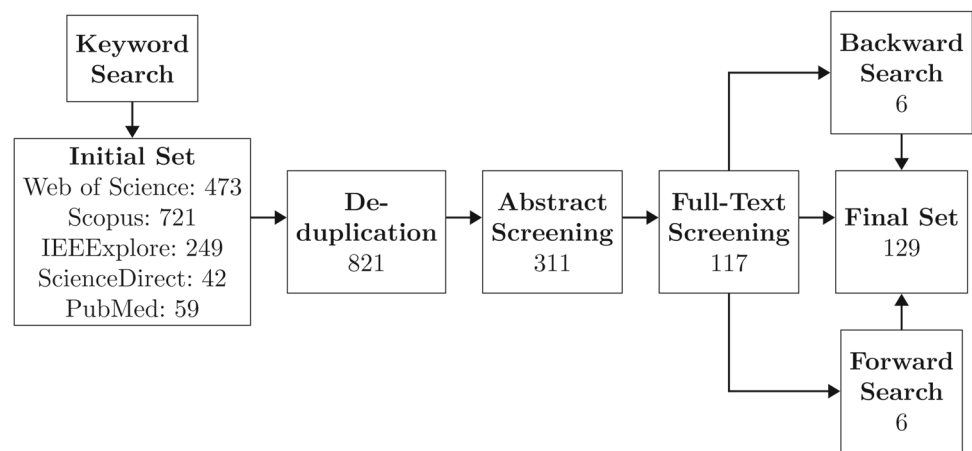 Keyword
Search
Initial Set
Web of Science: 473
Scopus: 721
IEEExplore: 249
ScienceDirect: 42
PubMed: 59
De-
duplication
821
Abstract
Screening
311
Full-Text
Screening
117
Backward
Search
6
Final Set
129
Forward
Search
6